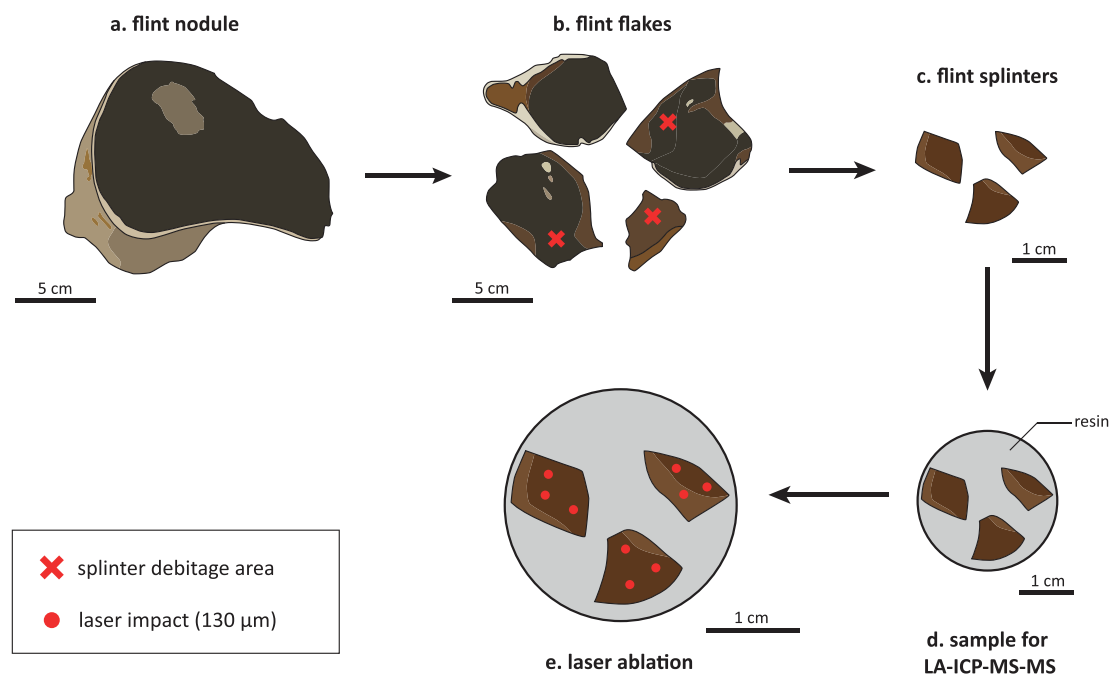 a. flint nodule
b. flint flakes
c. flint splinters
5 cm
5 cm
1 cm
resin
1 cm
d. sample for
LA-ICP-MS-MS
1 cm
e. laser ablation
splinter debitage area
laser impact (130 µm)